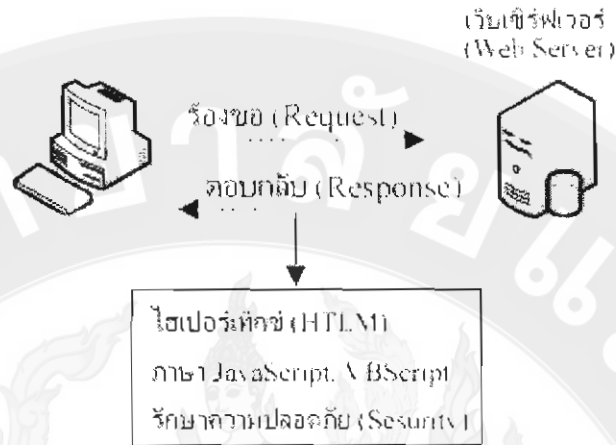 เว็บเซิร์ฟเวอร์
(Web Server)
ร้องขอ (Request)
ตอบกลับ (Response)
ไฮเปอร์เท็กซ์ (HTLM)
ภาษา JavaScript, VBScript
รักษาความปลอดภัย (Sesurity)